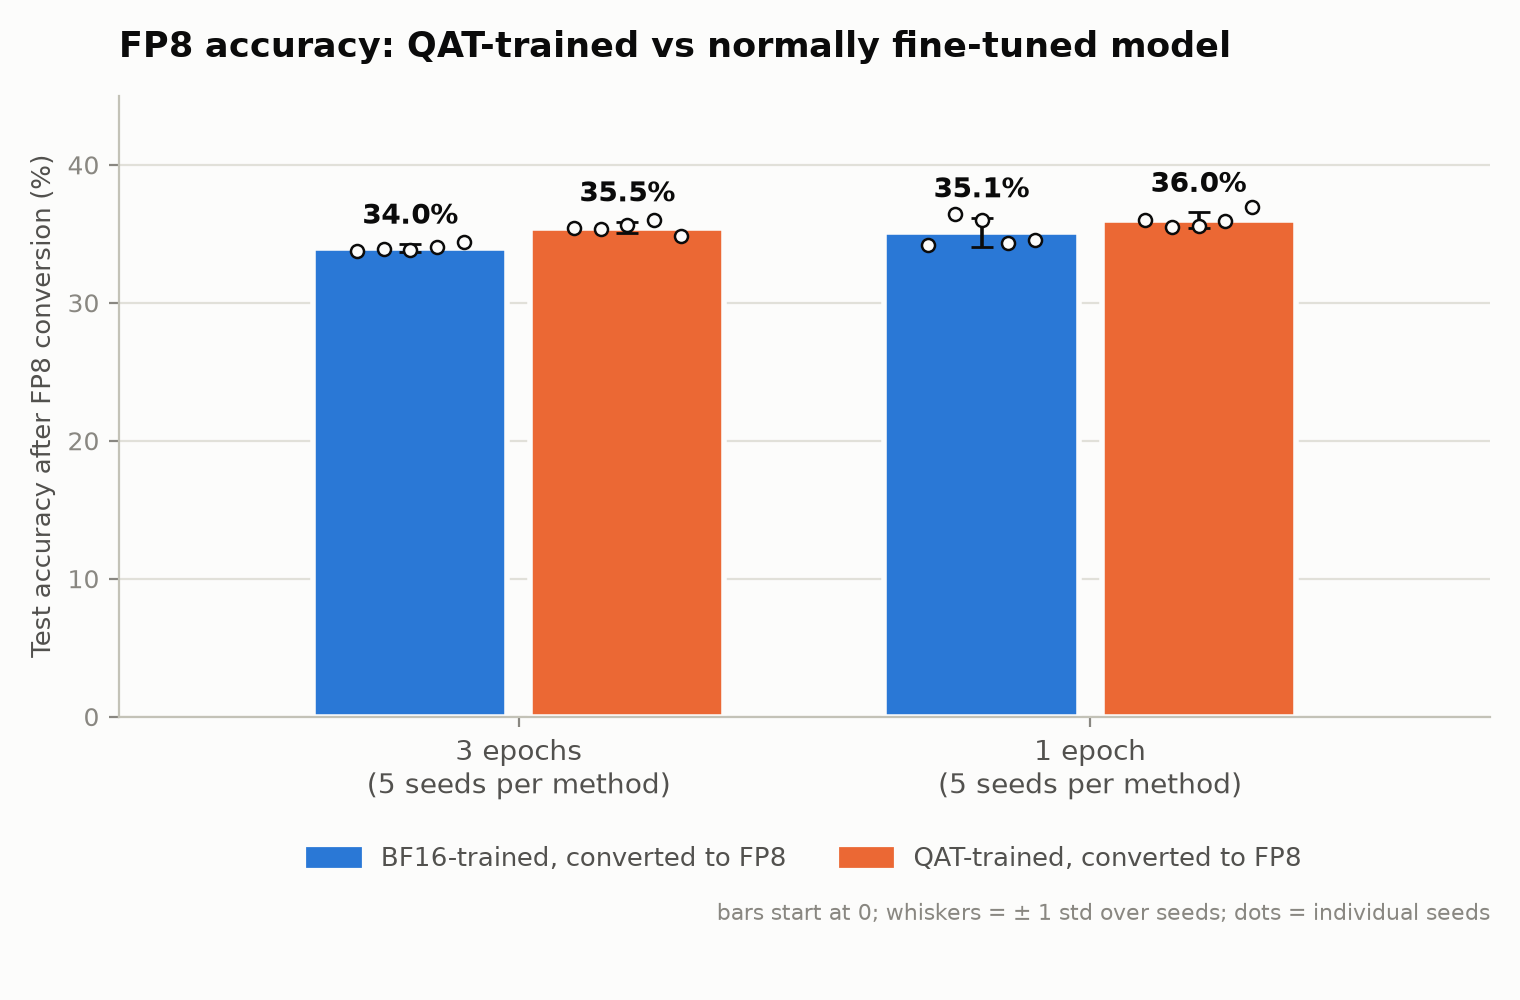 FP8 accuracy: QAT-trained vs normally fine-tuned model
Test accuracy after FP8 conversion (%)
40
30
20
10
0
34.0%
35.5%
35.1%
36.0%
3 epochs
(5 seeds per method)
1 epoch
(5 seeds per method)
BF16-trained, converted to FP8
QAT-trained, converted to FP8
bars start at 0; whiskers = ± 1 std over seeds; dots = individual seeds